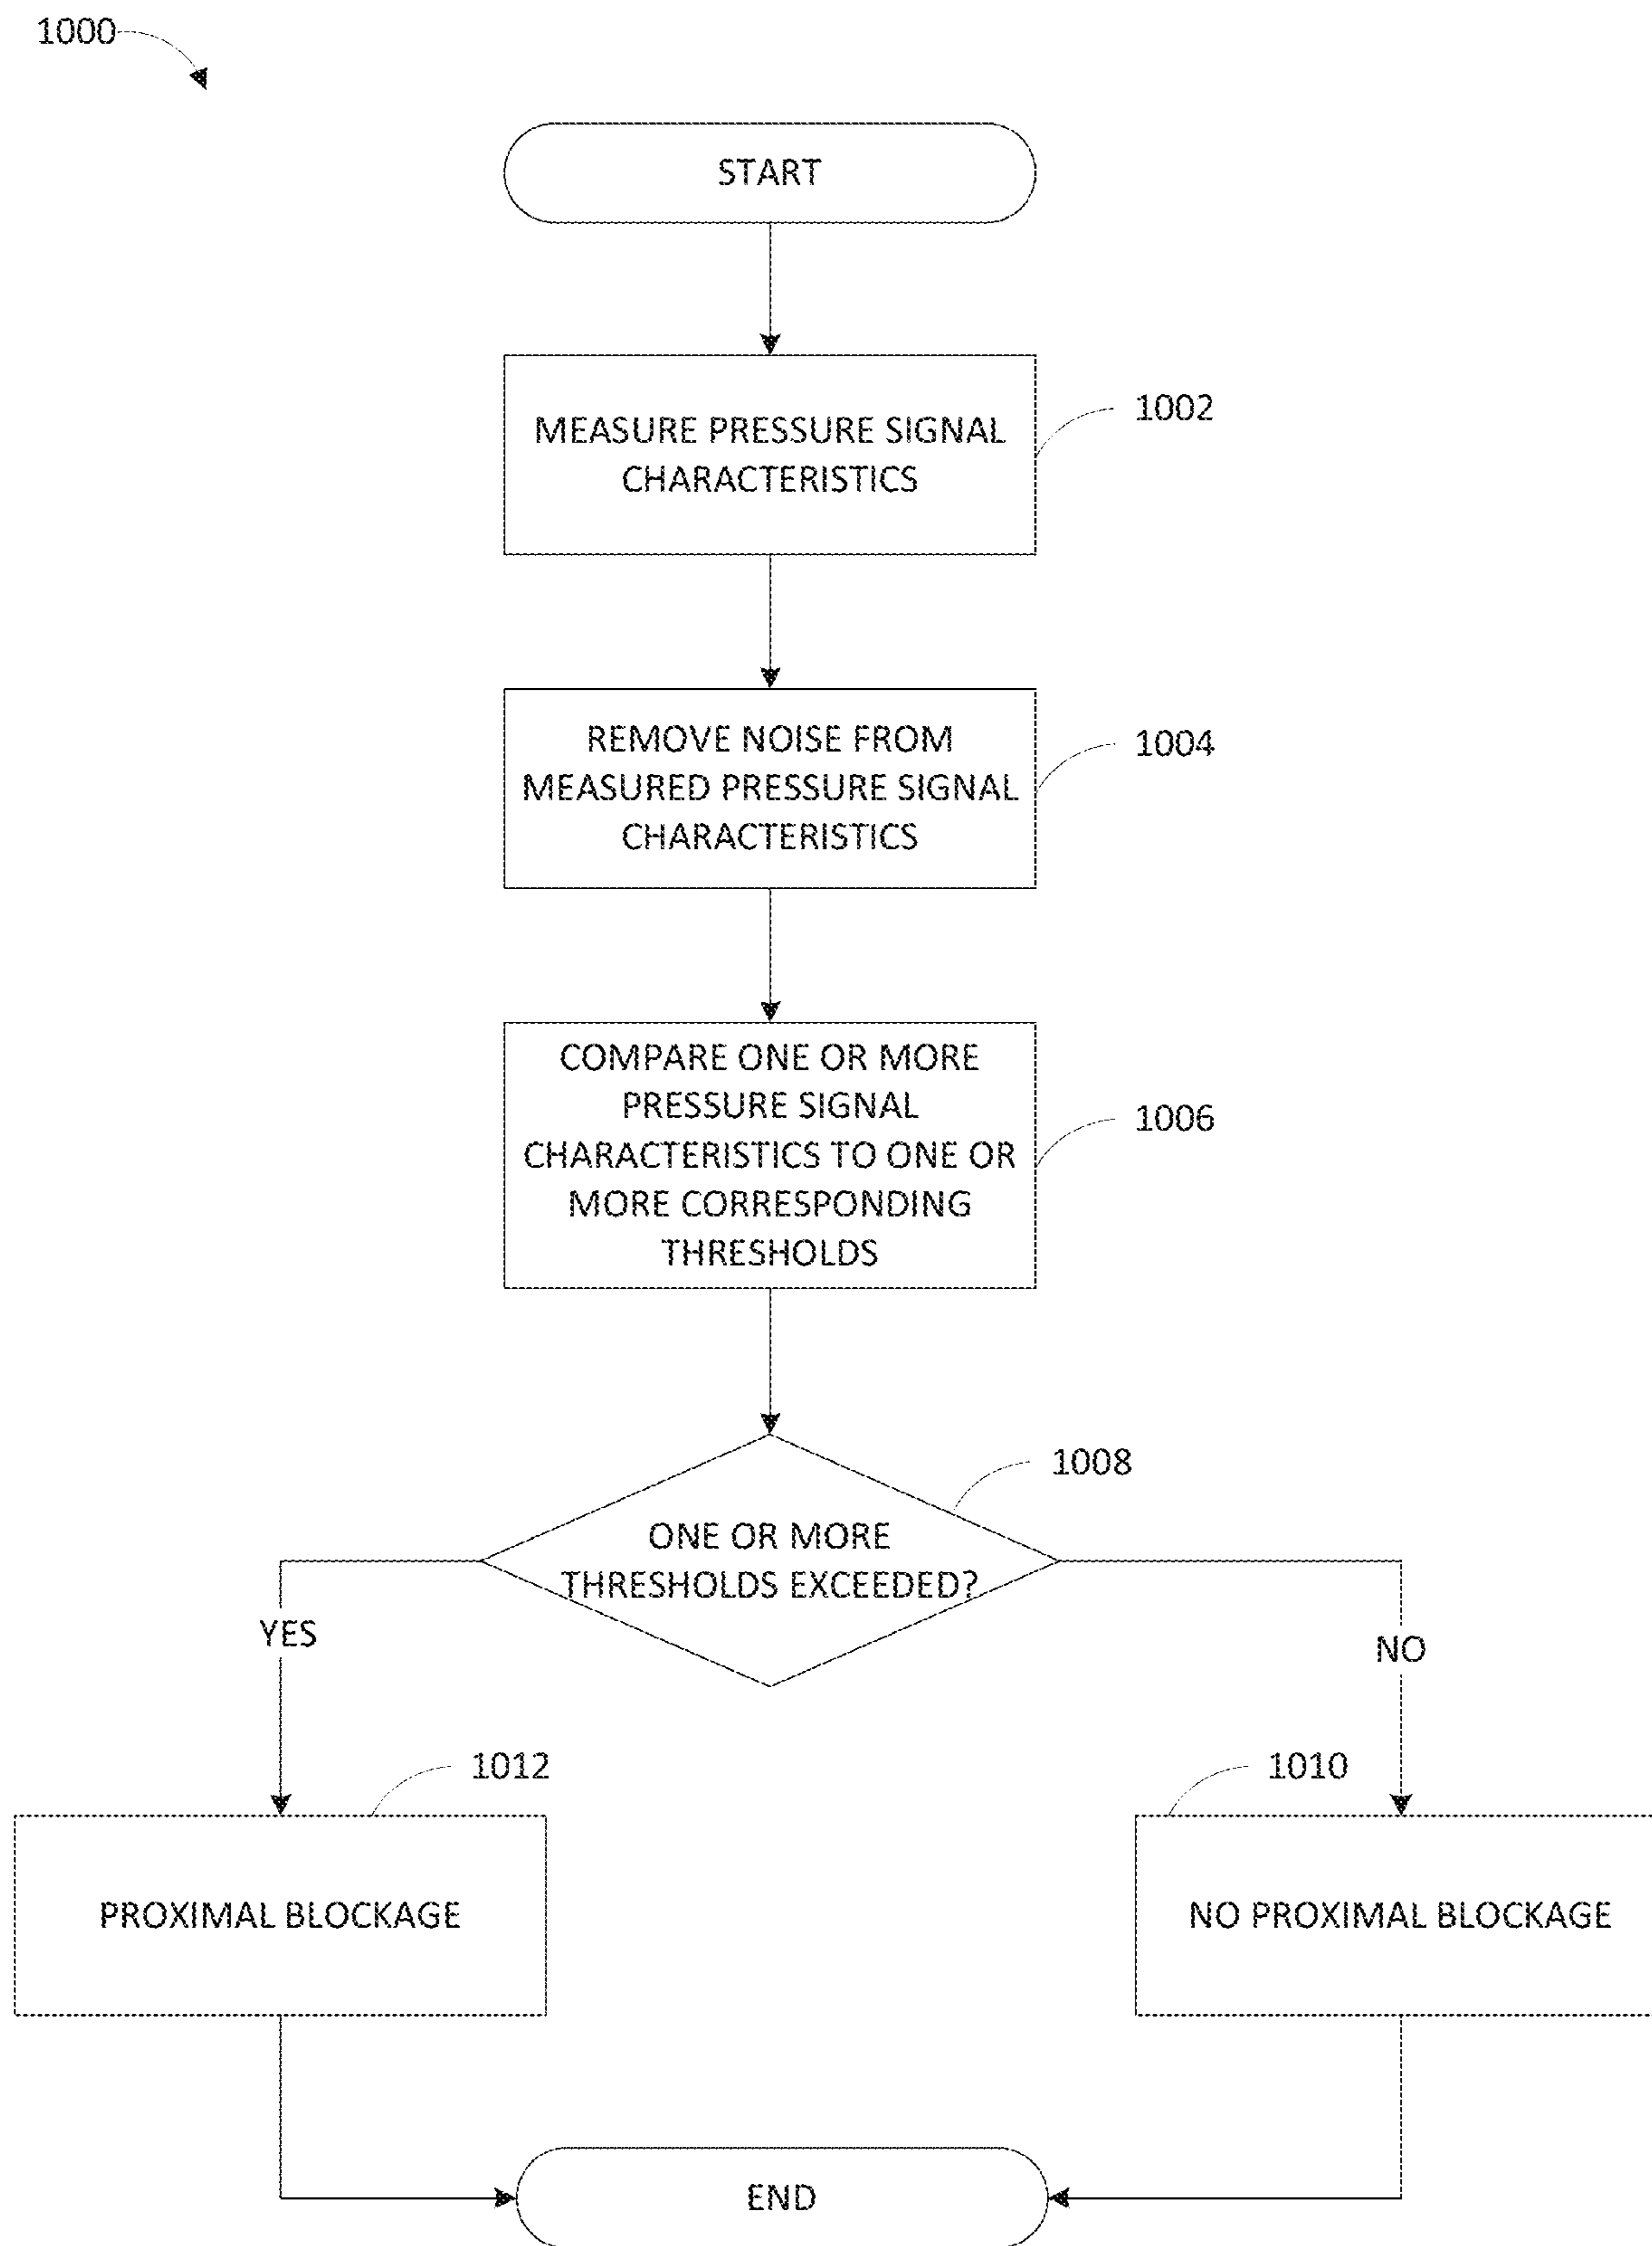 1000
START
MEASURE PRESSURE SIGNAL
CHARACTERISTICS
1002
REMOVE NOISE FROM
MEASURED PRESSURE SIGNAL
CHARACTERISTICS
1004
COMPARE ONE OR MORE
PRESSURE SIGNAL
CHARACTERISTICS TO ONE OR
MORE CORRESPONDING
THRESHOLDS
1006
ONE OR MORE
THRESHOLDS EXCEEDED?
1008
YES
NO
1012
PROXIMAL BLOCKAGE
1010
NO PROXIMAL BLOCKAGE
END